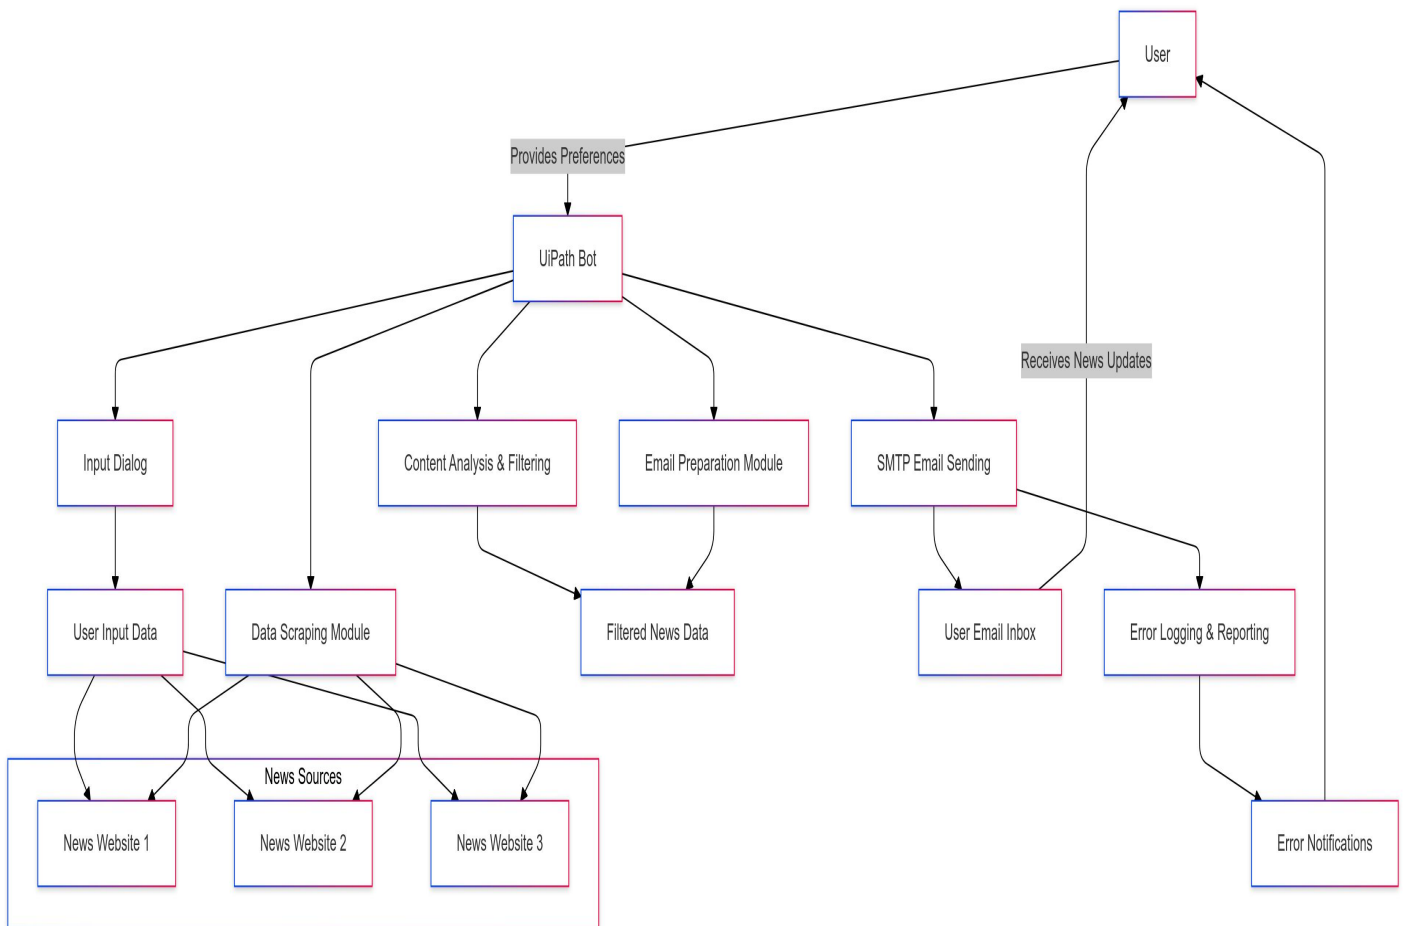 User
Provides Preferences
UiPath Bot
Receives News Updates
Input Dialog
Content Analysis & Filtering
Email Preparation Module
SMTP Email Sending
User Input Data
Data Scraping Module
Filtered News Data
User Email Inbox
Error Logging & Reporting
News Sources
News Website 1
News Website 2
News Website 3
Error Notifications